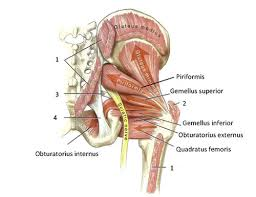 Gluteus medius
1
Piriformis
Gemellus superior
3
2
4
Gemellus inferior
Obturatorius externus
Quadratus femoris
Obturatorius internus
1